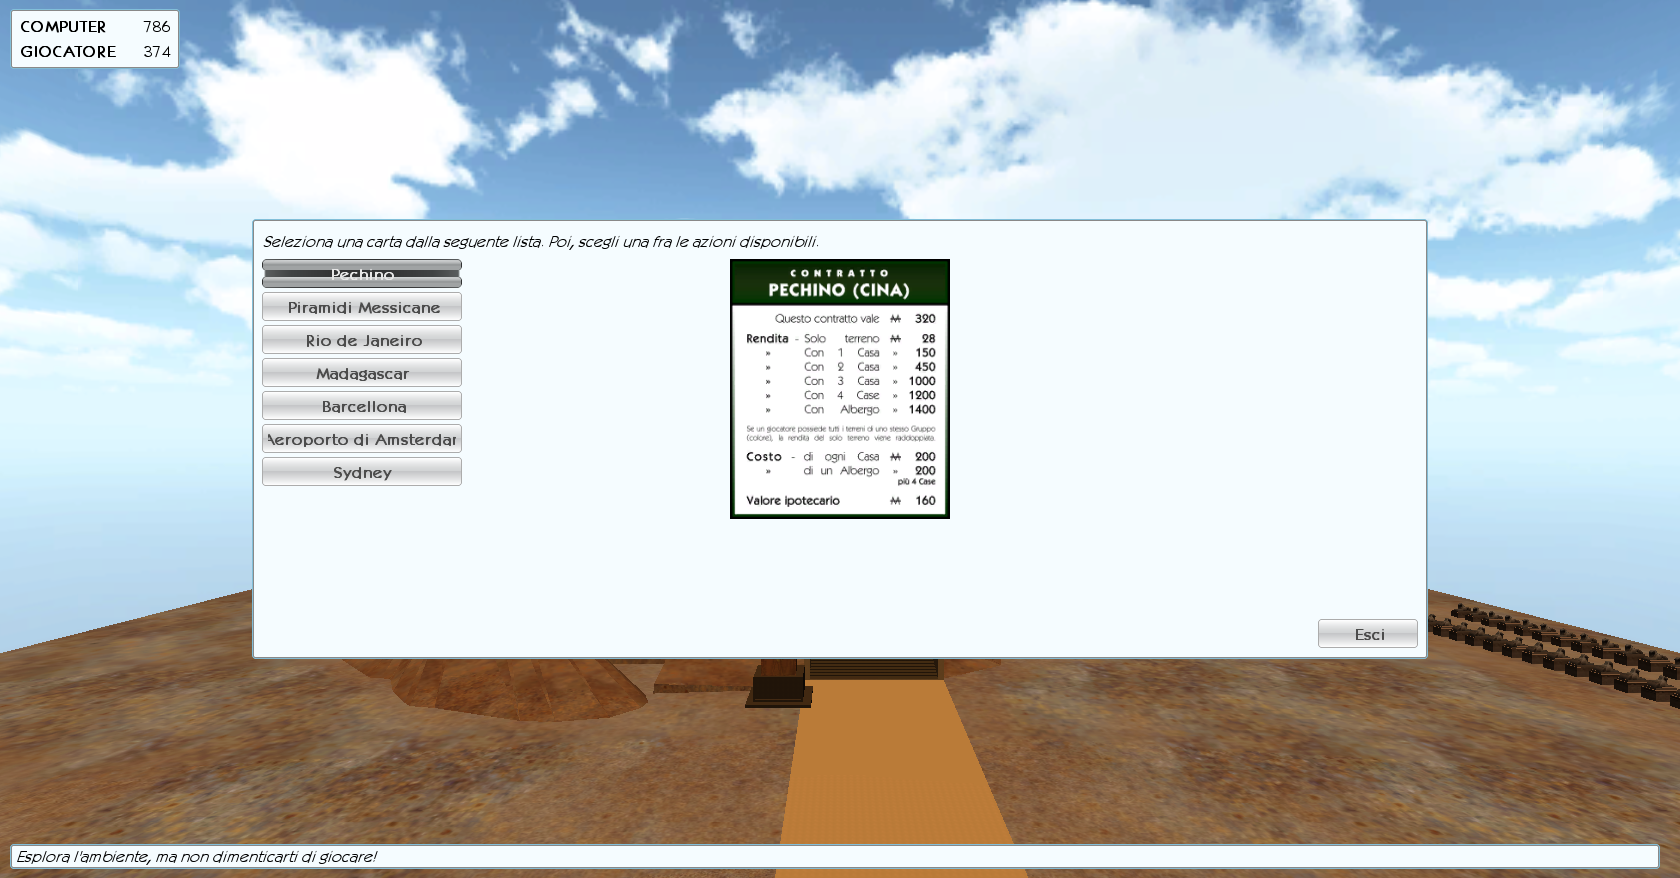 COMPUTER 786
GIOCATORE 374
Seleziona una carta dalla seguente lista. Poi, scegli una fra le azioni disponibili.
Pechino
Piramidi Messicane
Rio de Janeiro
Madagascar
Barcellona
Aeroporto di Amsterdam
Sydney
CONTRATTO
PECHINO (CINA)
Questo contratto vale ₩ 320
Rendita - Solo terreno ₩ 28
» Con 1 Casa » 150
» Con 2 Casa » 450
» Con 3 Casa » 1000
» Con 4 Case » 1200
» Con Albergo » 1400
Se un giocatore possiede tutti i terreni di uno stesso Gruppo
(colore), la rendita del solo terreno viene raddoppiata.
Costo - di ogni Casa ₩ 200
» di un Albergo » 200
più 4 Case
Valore ipotecario ₩ 160
Esci
Esplora l'ambiente, ma non dimenticarti di giocare!